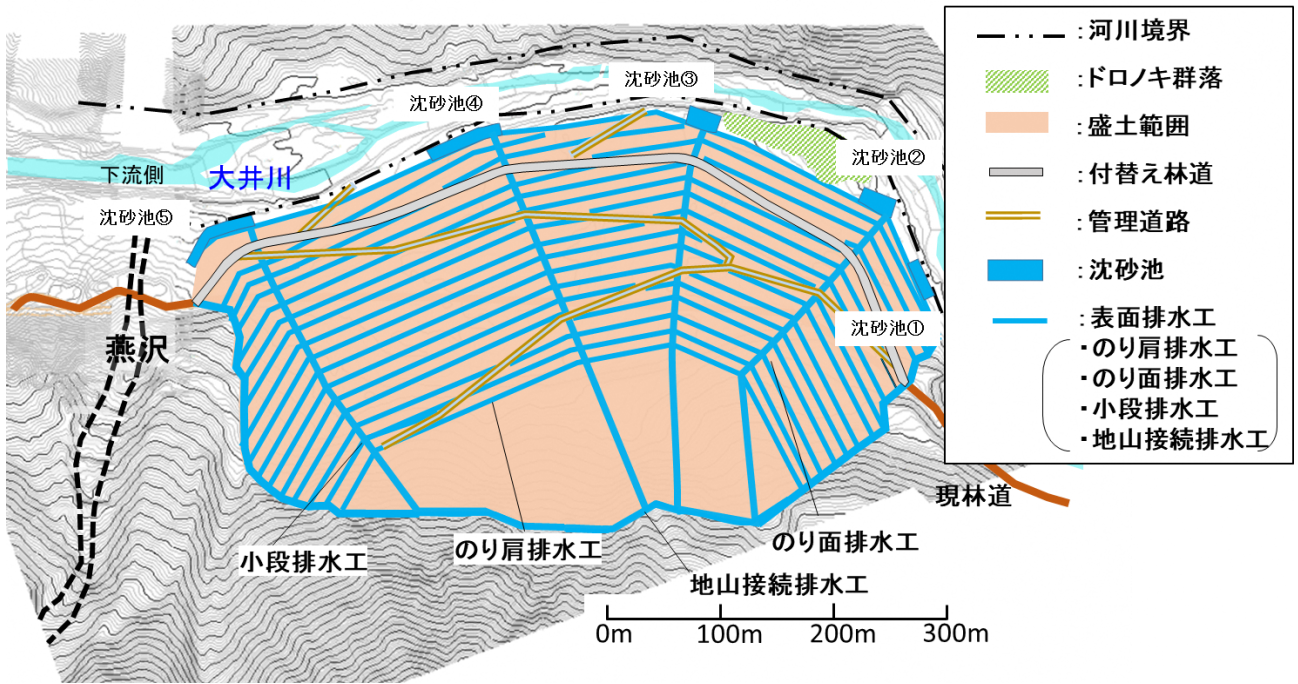 沈砂池③
沈砂池④
沈砂池②
下流側
大井川
沈砂池⑤
沈砂池①
燕沢
現林道
小段排水工
のり肩排水工
のり面排水工
地山接続排水工
0m 100m 200m 300m
:河川境界
:ドロノキ群落
:盛土範囲
:付替え林道
:管理道路
:沈砂池
:表面排水工
・のり肩排水工
・のり面排水工
・小段排水工
・地山接続排水工